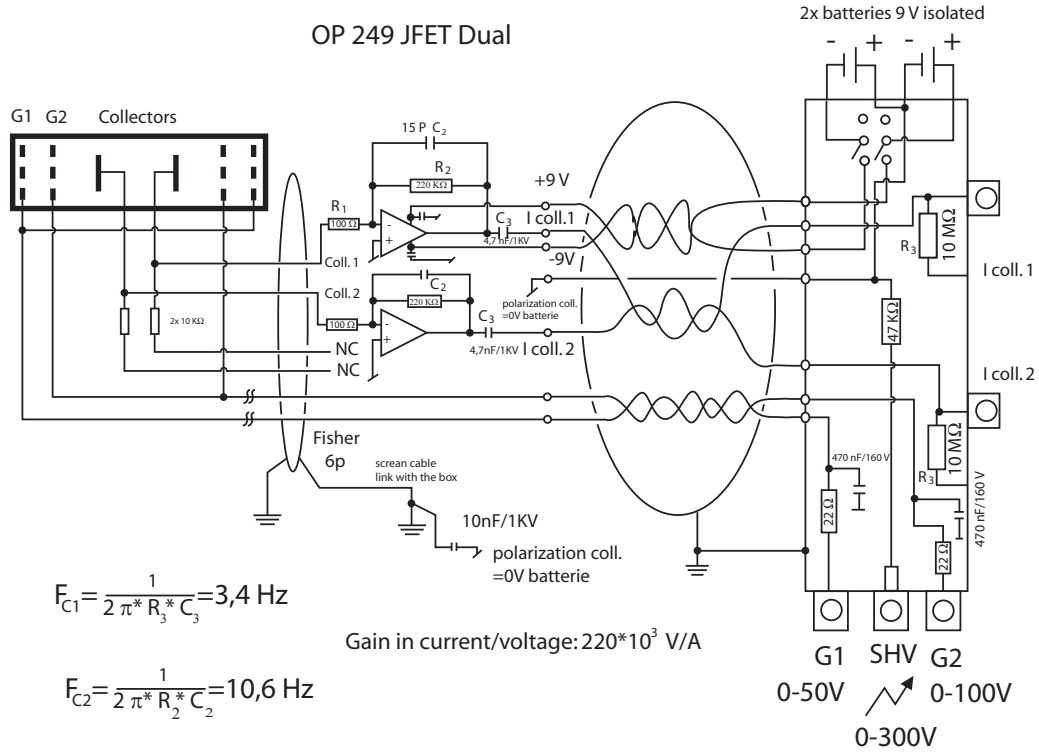 2x batteries 9 V isolated
- + - +
OP 249 JFET Dual
G1 G2 Collectors
15 P C2
R2
220 KΩ
R1
100 Ω
-
+
+9 V
I coll.1
C3
4,7 nF/1KV
-9V
Coll. 1
Coll. 2
C2
220 KΩ
100 Ω
-
+
C3
4,7nF/1KV
I coll. 2
polarization coll.
=0V batterie
2x 10 KΩ
NC
NC
R3
10 MΩ
I coll. 1
47 KΩ
I coll. 2
R3
10 MΩ
470 nF/160 V
22 Ω
470 nF/160 V
22 Ω
Fisher
6p
screan cable
link with the box
10nF/1KV
polarization coll.
=0V batterie
FC1= 1 / 2 π* R3* C3 =3,4 Hz
Gain in current/voltage: 220*10³ V/A
FC2= 1 / 2 π* R2* C2 =10,6 Hz
G1 SHV G2
0-50V 0-100V
0-300V